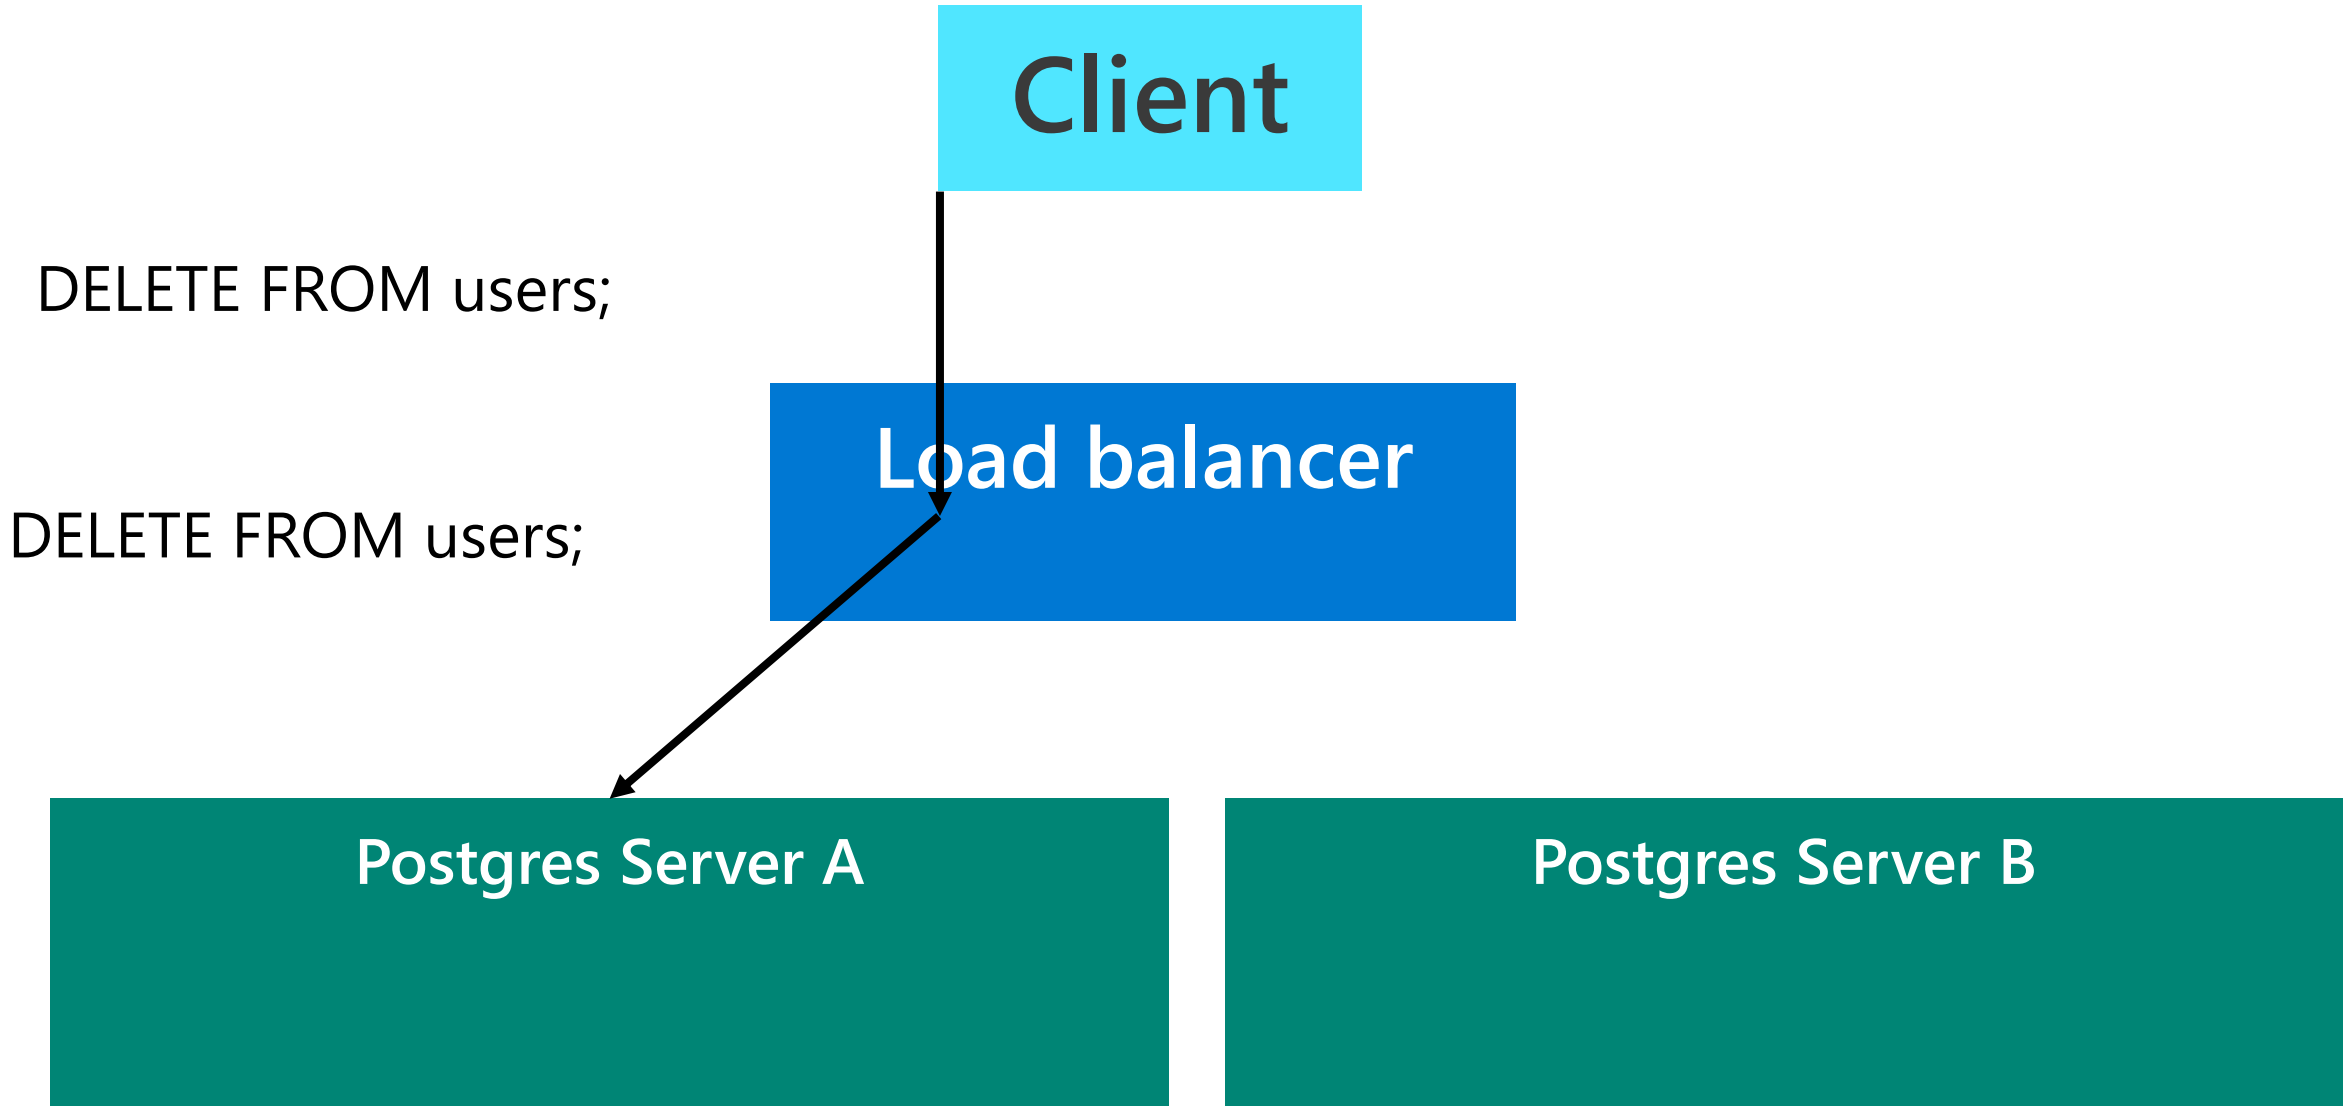 Client
DELETE FROM users;
Load balancer
DELETE FROM users;
Postgres Server A
Postgres Server B